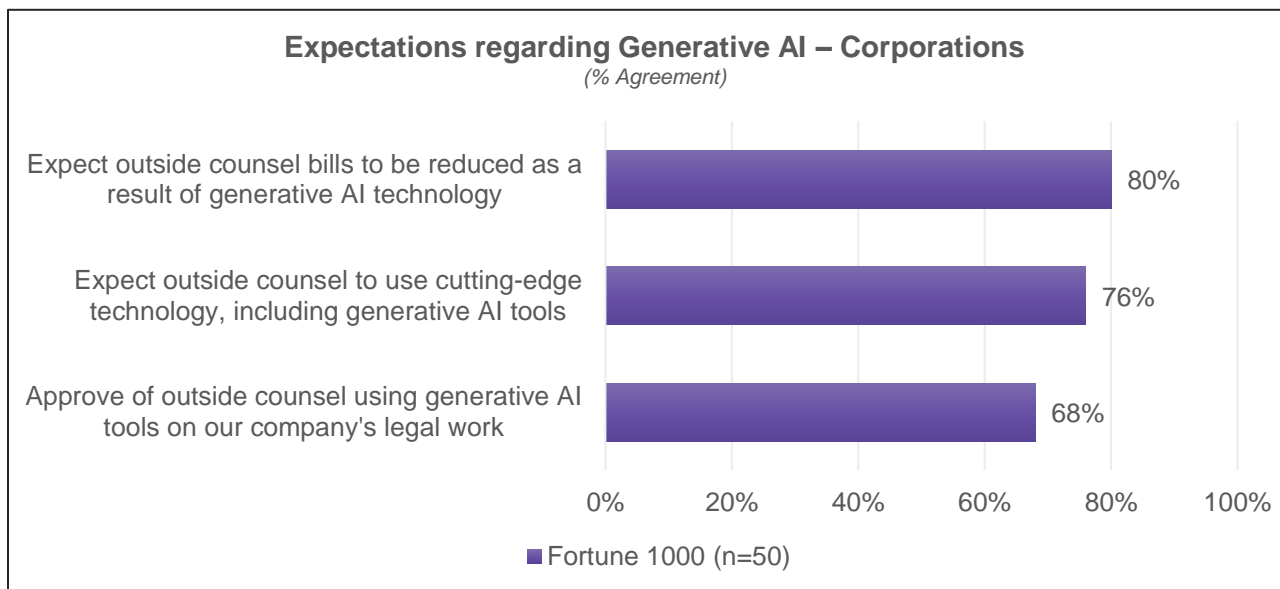 Expectations regarding Generative AI – Corporations
(% Agreement)
Expect outside counsel bills to be reduced as a
result of generative AI technology
80%
Expect outside counsel to use cutting-edge
technology, including generative AI tools
76%
Approve of outside counsel using generative AI
tools on our company's legal work
68%
0% 20% 40% 60% 80% 100%
Fortune 1000 (n=50)